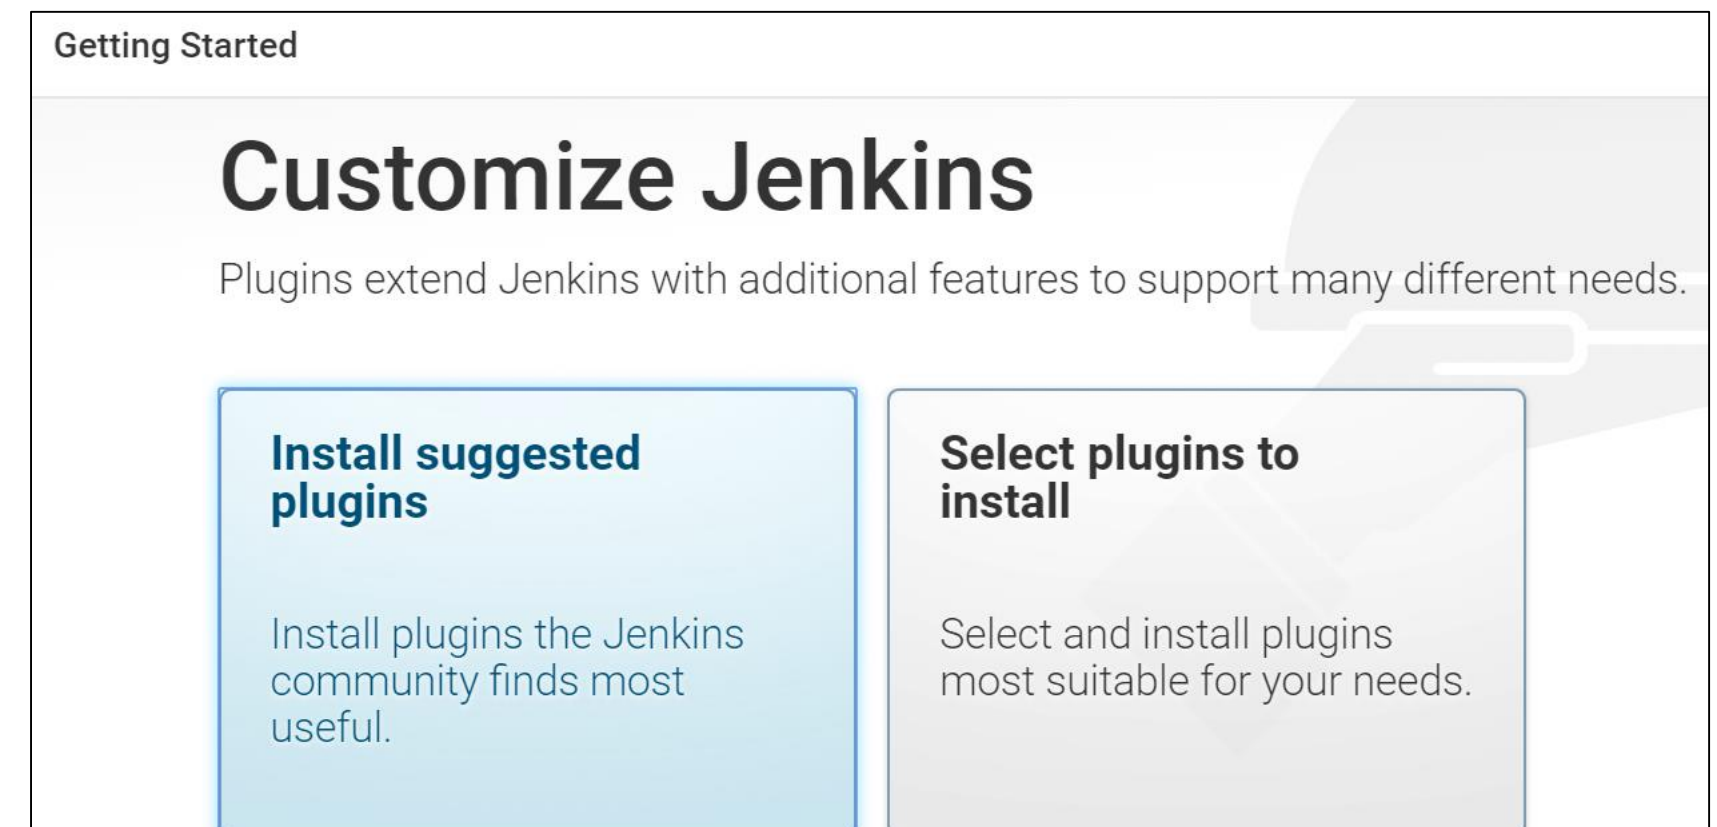 Getting Started
Customize Jenkins
Plugins extend Jenkins with additional features to support many different needs.
Install suggested
plugins
Install plugins the Jenkins
community finds most
useful.
Select plugins to
install
Select and install plugins
most suitable for your needs.